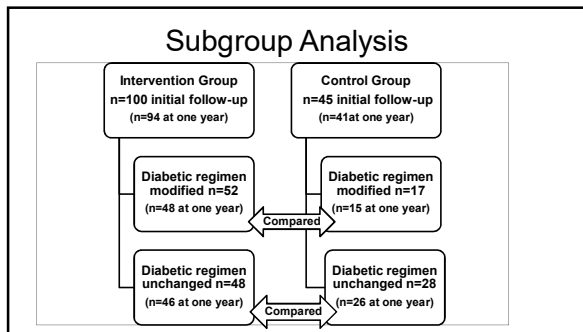 Subgroup Analysis
Intervention Group
n=100 initial follow-up
(n=94 at one year)
Control Group
n=45 initial follow-up
(n=41at one year)
Diabetic regimen
modified n=52
(n=48 at one year)
Compared
Diabetic regimen
modified n=17
(n=15 at one year)
Diabetic regimen
unchanged n=48
(n=46 at one year)
Compared
Diabetic regimen
unchanged n=28
(n=26 at one year)